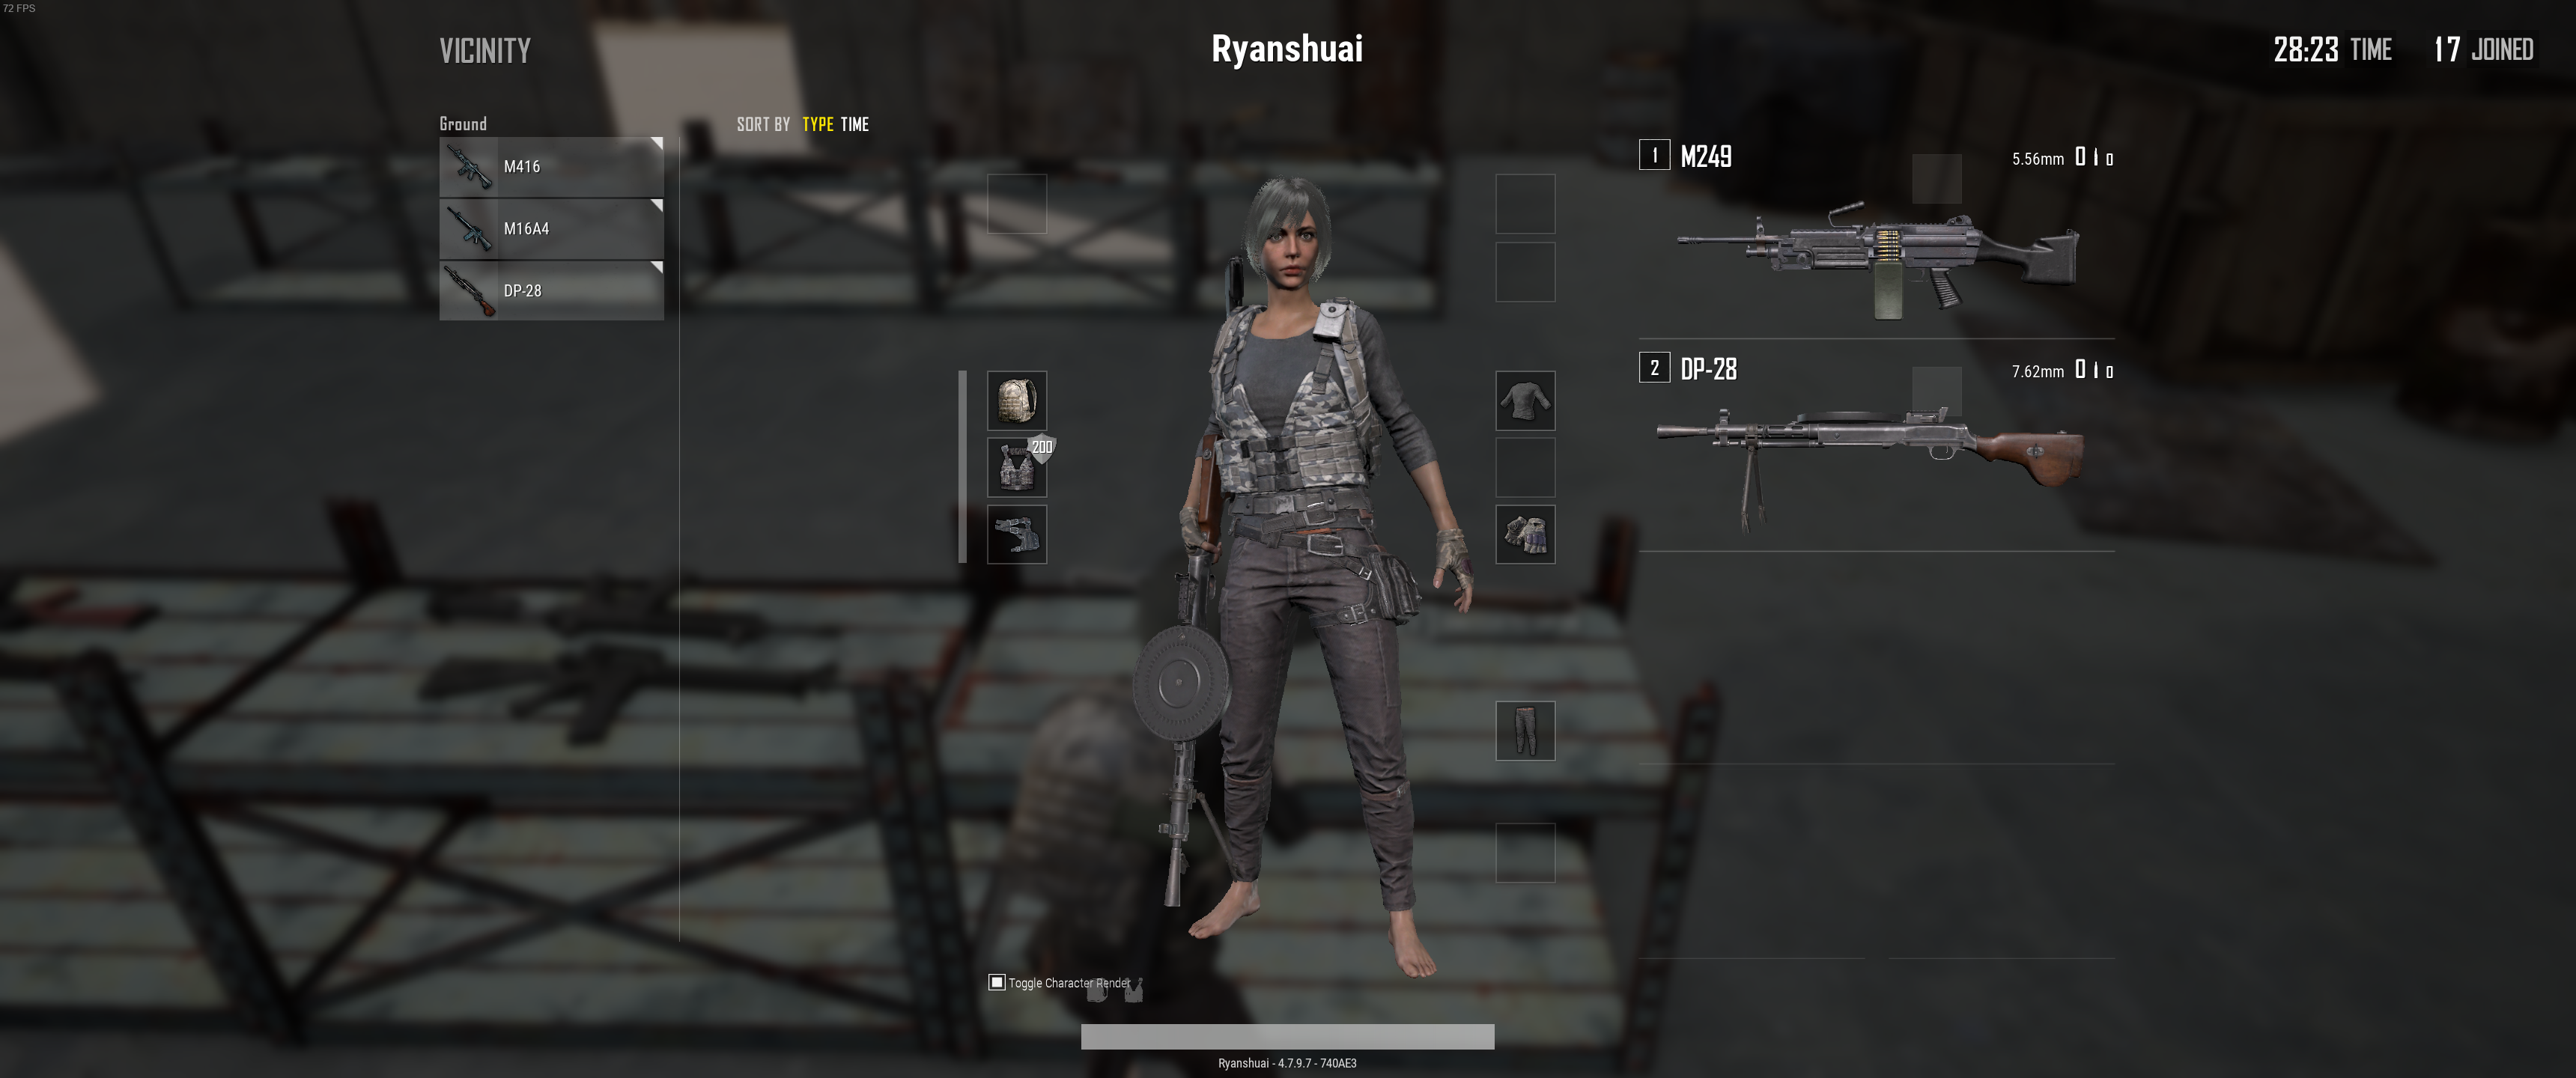 72 FPS
VICINITY
Ryanshuai
28:23 TIME 17 JOINED
Ground
SORT BY TYPE TIME
M416
M16A4
DP-28
200
1 M249 5.56mm 0 0
2 DP-28 7.62mm 0 0
Toggle Character Render
Ryanshuai - 4.7.9.7 - 740AE3